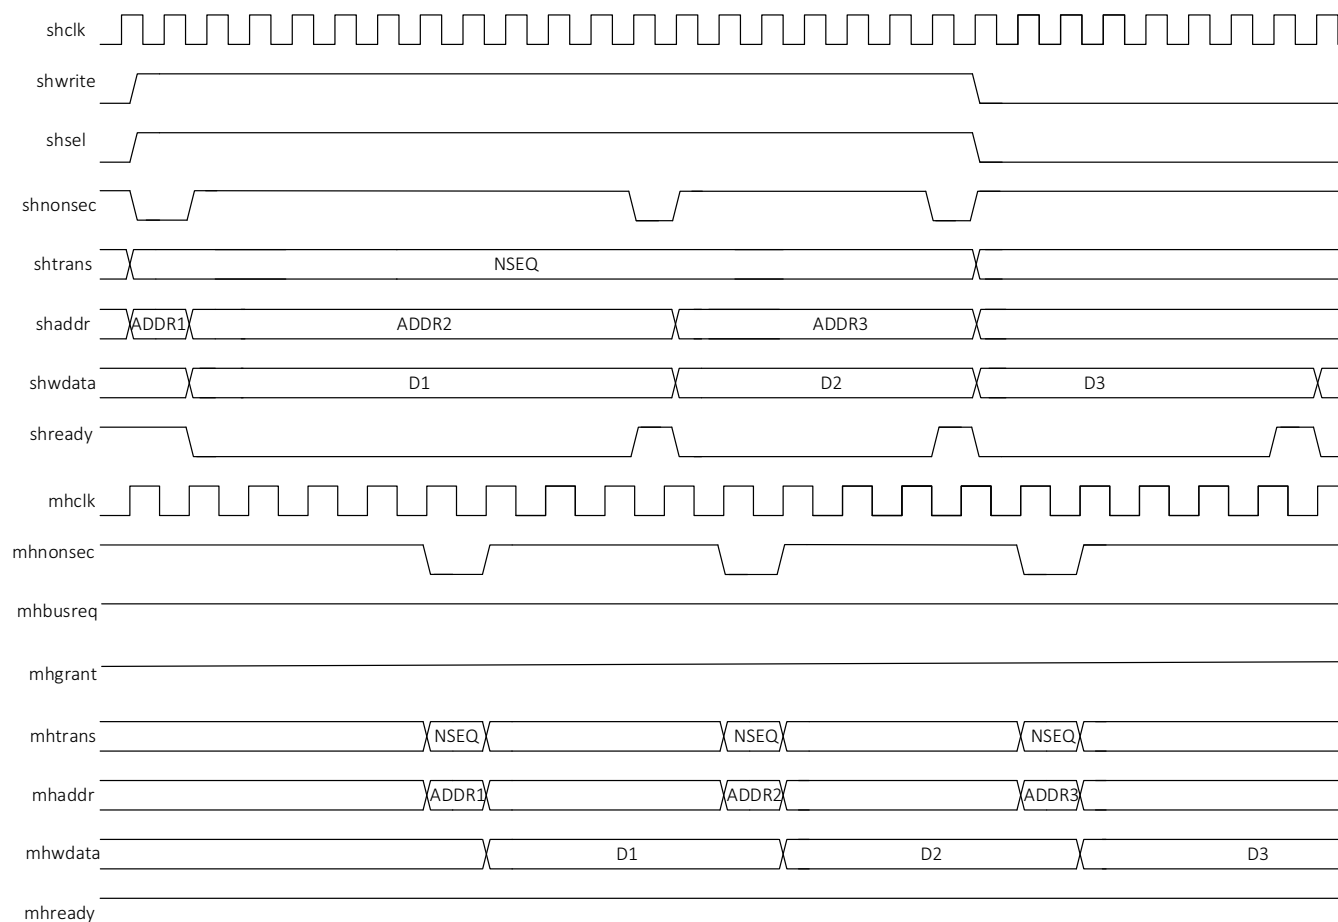 shclk
shwrite
shsel
shnonsec
shtrans NSEQ
shaddr ADDR1 ADDR2 ADDR3
shwdata D1 D2 D3
shready
mhclk
mhnonsec
mhbusreq
mhgrant
mhtrans NSEQ NSEQ NSEQ
mhaddr ADDR1 ADDR2 ADDR3
mhwdata D1 D2 D3
mhready